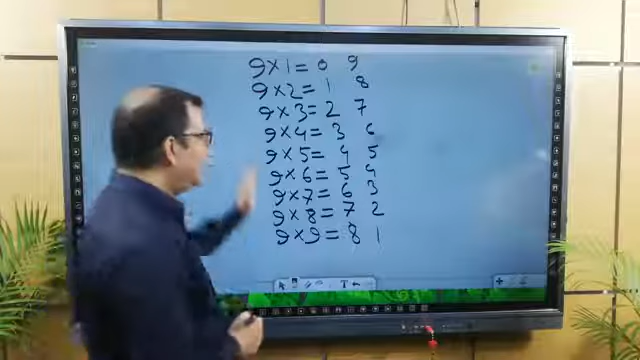 9×1= 0 9
9×2= 1 8
9×3= 2 7
9×4= 3 6
9×5= 4 5
9×6= 5 4
9×7= 6 3
9×8= 7 2
9×9= 8 1